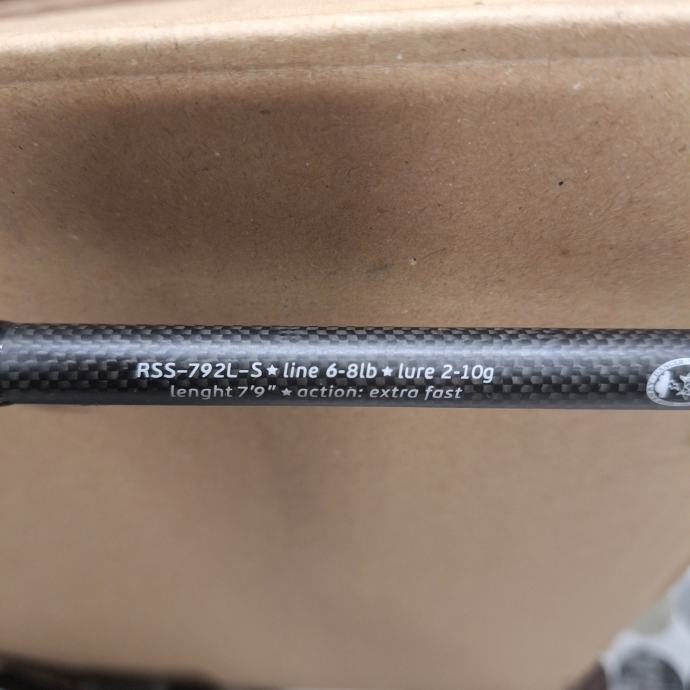 RSS-792L-S★line 6-8lb★lure 2-10g
lenght 7'9"★action: extra fast